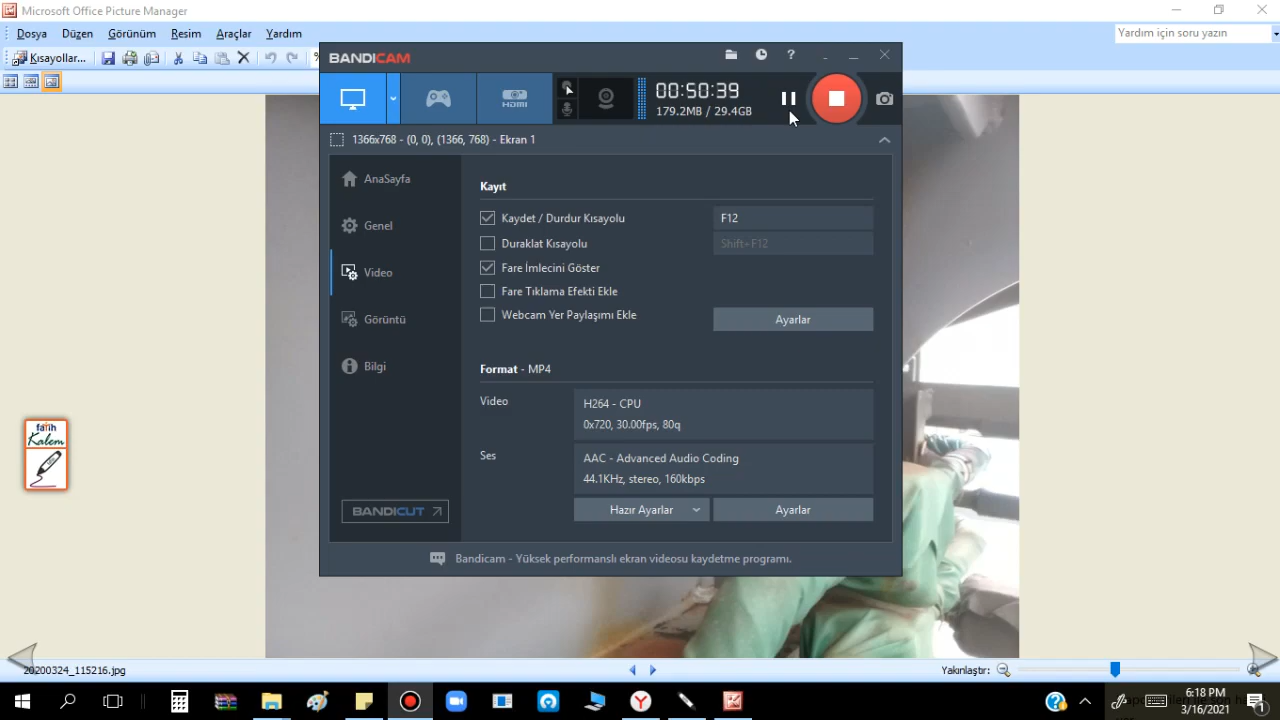 Microsoft Office Picture Manager
Dosya Düzen Görünüm Resim Araçlar Yardım
Yardım için soru yazın
Kısayollar...
BANDICAM
?
HDMI
00:50:39
179.2MB / 29.4GB
1366x768 - (0, 0), (1366, 768) - Ekran 1
AnaSayfa
Genel
Video
Görüntü
Bilgi
BANDICUT
Kayıt
Kaydet / Durdur Kısayolu F12
Duraklat Kısayolu Shift+F12
Fare İmlecini Göster
Fare Tıklama Efekti Ekle
Webcam Yer Paylaşımı Ekle Ayarlar
Format - MP4
Video H264 - CPU
0x720, 30.00fps, 80q
Ses AAC - Advanced Audio Coding
44.1KHz, stereo, 160kbps
Hazır Ayarlar Ayarlar
Bandicam - Yüksek performanslı ekran videosu kaydetme programı.
fatih
Kalem
20200324_115216.jpg
Yakınlaştır:
6:18 PM
3/16/2021
1